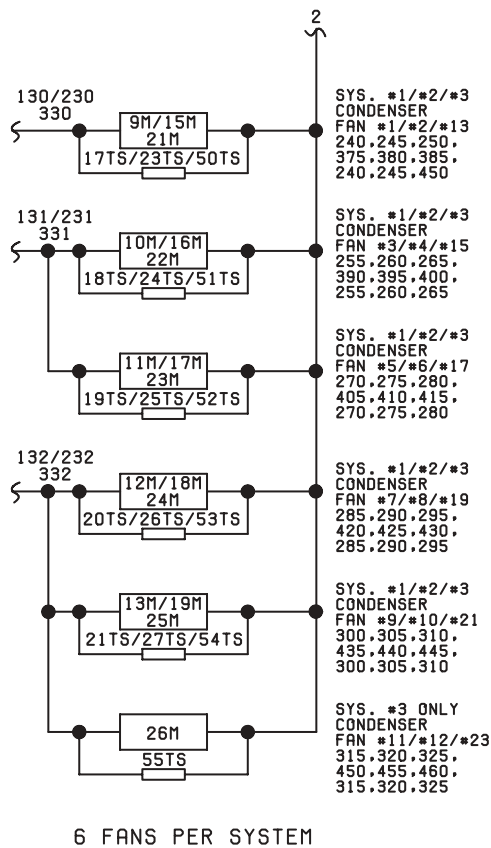 2
130/230
330
9M/15M
21M
17TS/23TS/50TS
SYS. #1/#2/#3
CONDENSER
FAN #1/#2/#13
240,245,250,
375,380,385,
240,245,450
131/231
331
10M/16M
22M
18TS/24TS/51TS
SYS. #1/#2/#3
CONDENSER
FAN #3/#4/#15
255,260,265,
390,395,400,
255,260,265
11M/17M
23M
19TS/25TS/52TS
SYS. #1/#2/#3
CONDENSER
FAN #5/#6/#17
270,275,280,
405,410,415,
270,275,280
132/232
332
12M/18M
24M
20TS/26TS/53TS
SYS. #1/#2/#3
CONDENSER
FAN #7/#8/#19
285,290,295,
420,425,430,
285,290,295
13M/19M
25M
21TS/27TS/54TS
SYS. #1/#2/#3
CONDENSER
FAN #9/#10/#21
300,305,310,
435,440,445,
300,305,310
26M
55TS
SYS. #3 ONLY
CONDENSER
FAN #11/#12/#23
315,320,325,
450,455,460,
315,320,325
6 FANS PER SYSTEM